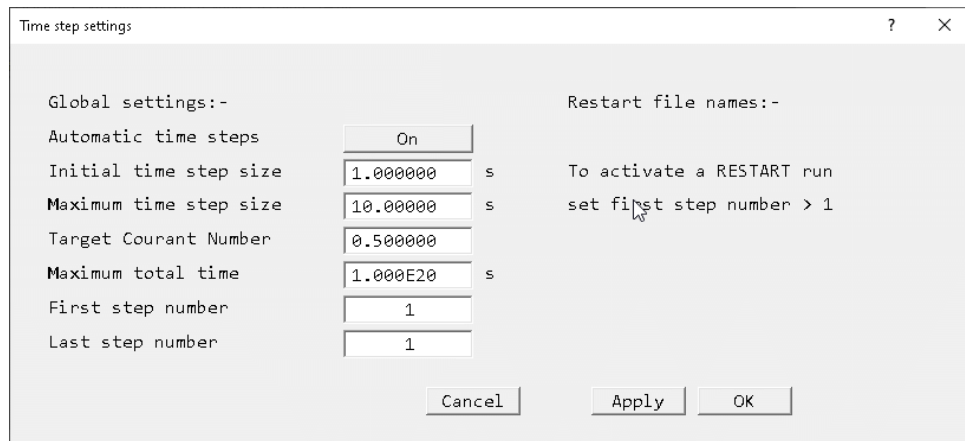 Time step settings ? ×
Global settings:- Restart file names:-
Automatic time steps On
Initial time step size 1.000000 s To activate a RESTART run
Maximum time step size 10.00000 s set first step number > 1
Target Courant Number 0.500000
Maximum total time 1.000E20 s
First step number 1
Last step number 1
Cancel Apply OK